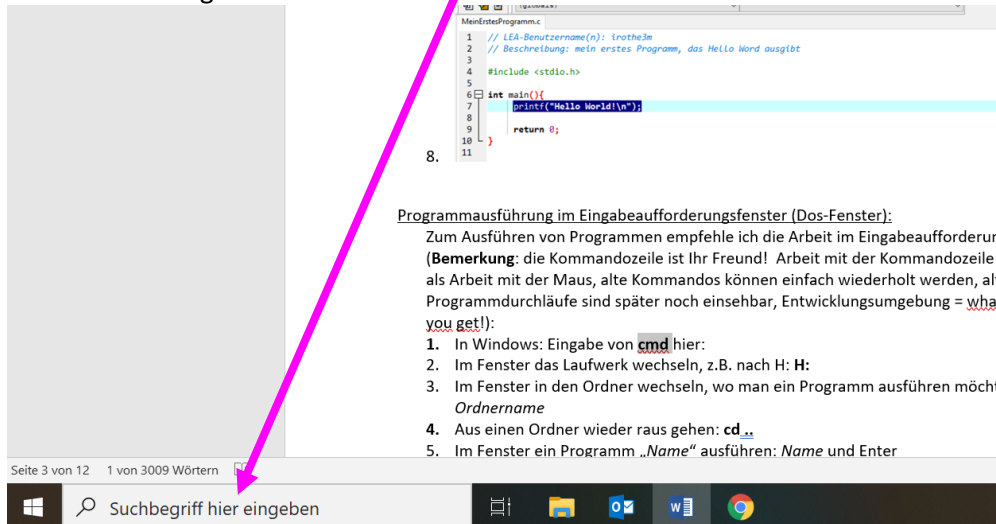 (globals)
MeinErstesProgramm.c
1 // LEA-Benutzername(n): irothe3m
2 // Beschreibung: mein erstes Programm, das Hello Word ausgibt
3
4 #include <stdio.h>
5
6 int main(){
7 printf("Hello World!\n");
8
9 return 0;
10 }
11
8.
Programmausführung im Eingabeaufforderungsfenster (Dos-Fenster):
Zum Ausführen von Programmen empfehle ich die Arbeit im
(Bemerkung: die Kommandozeile ist Ihr Freund! Arbeit mit der Kommandozeile
als Arbeit mit der Maus, alte Kommandos können einfach wiederholt werden,
Programmdurchläufe sind später noch einsehbar, Entwicklungsumgebung =
you get!):
1. In Windows: Eingabe von cmd hier:
2. Im Fenster das Laufwerk wechseln, z.B. nach H: H:
3. Im Fenster in den Ordner wechseln, wo man ein Programm ausführen
Ordnername
4. Aus einen Ordner wieder raus gehen: cd ..
5. Im Fenster ein Programm „Name“ ausführen: Name und Enter
Seite 3 von 12 1 von 3009 Wörtern
Suchbegriff hier eingeben